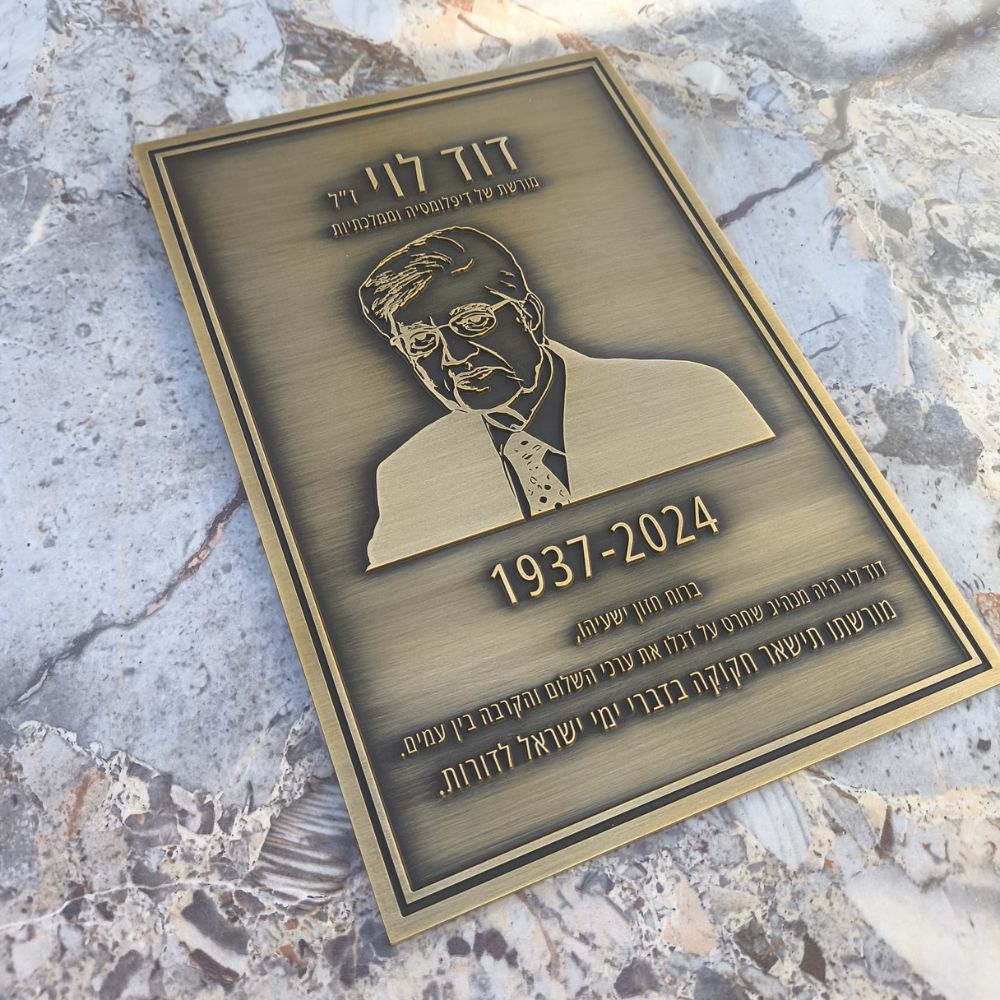 דוד לוי ז"ל
מורשת של דיפלומטיה וממלכתיות
1937-2024
ברוח חזון ישעיהו,
דוד לוי היה מנהיג שחרט על דגלו את ערכי השלום והקרבה בין עמים.
מורשתו תישאר חקוקה בדברי ימי ישראל לדורות.